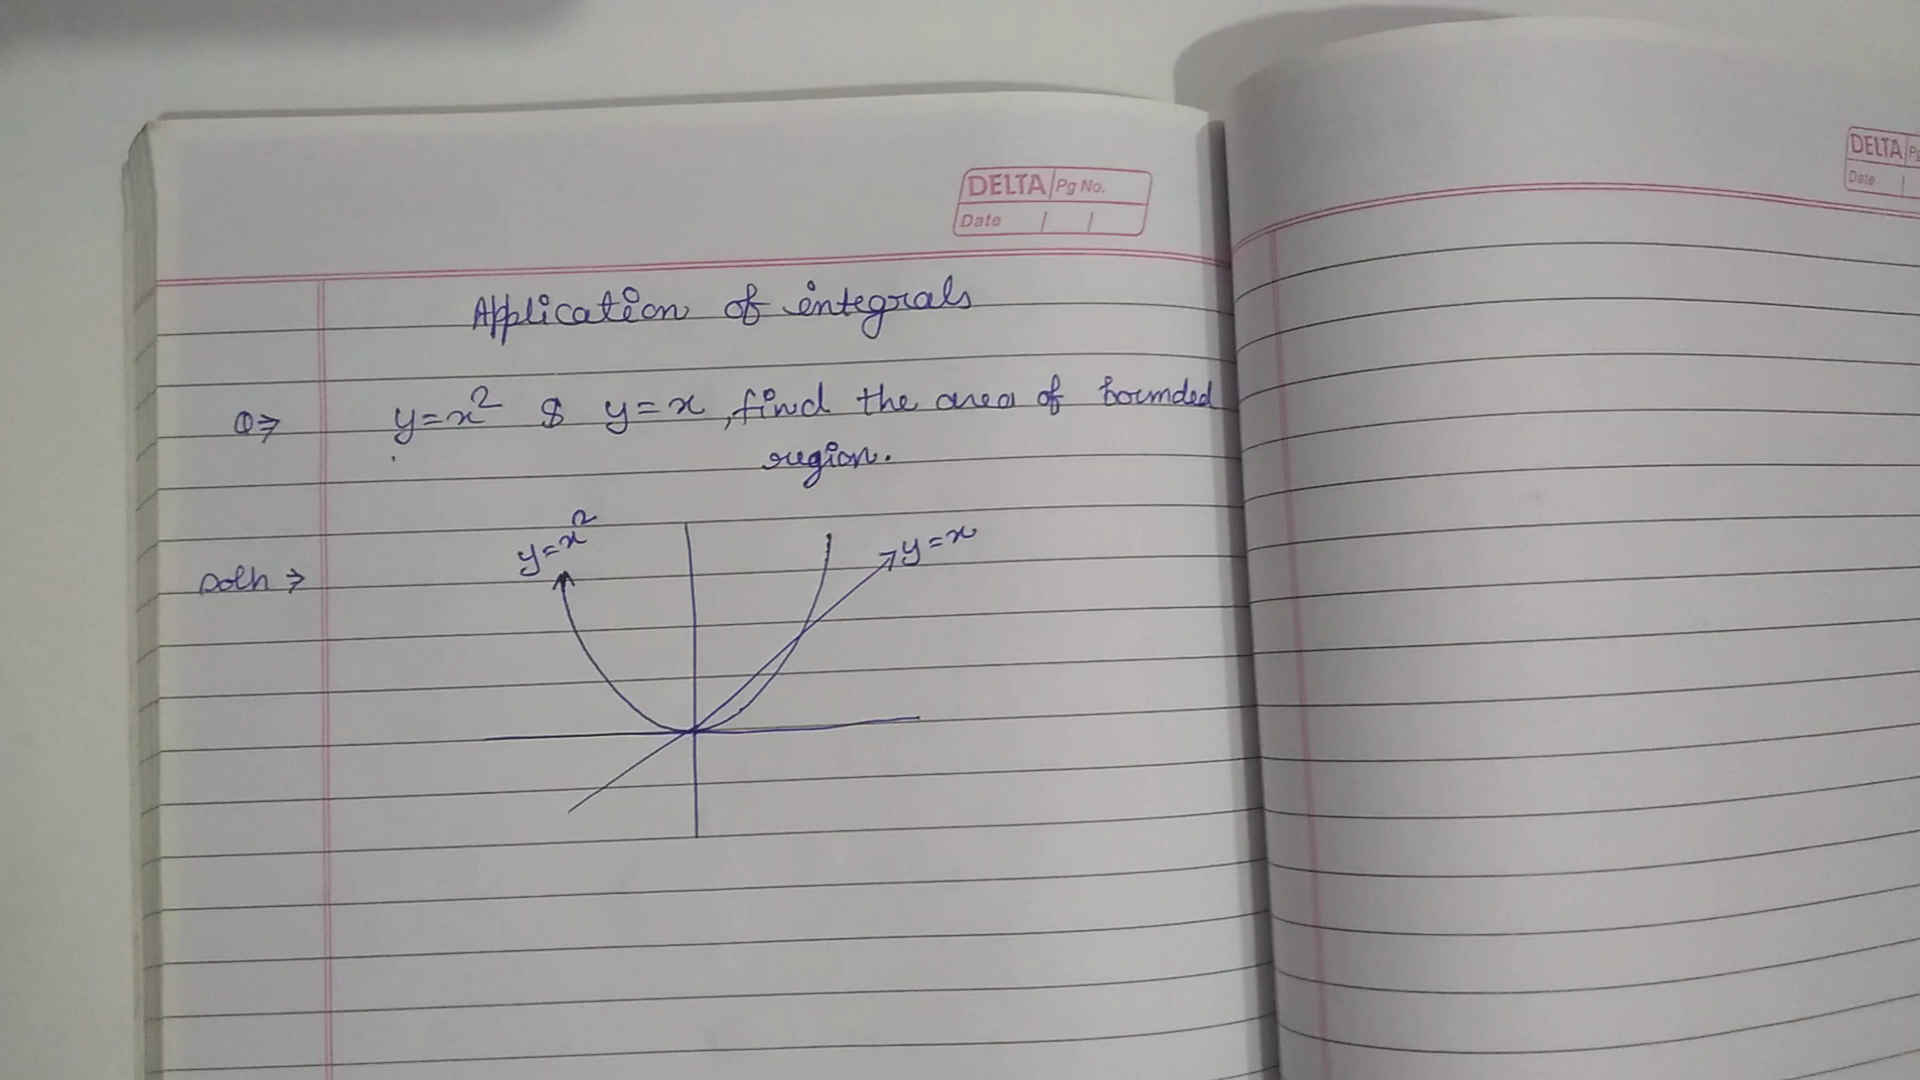 DELTA Pg No.
Date
DELTA
Date
Application of integrals
Q⇒ y=x² & y=x, find the area of bounded
region.
Soln ⇒
y=x²
y=x